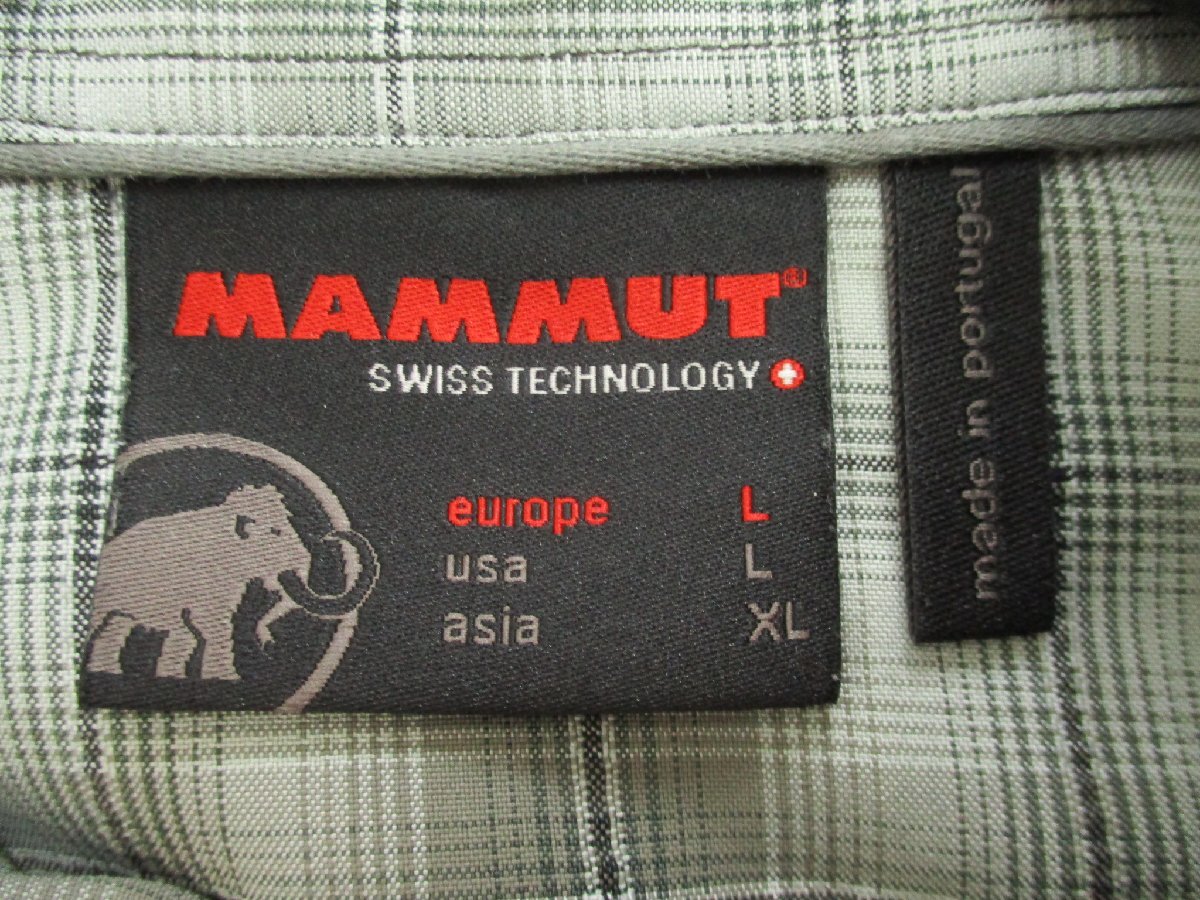 MAMMUT®
SWISS TECHNOLOGY
europe L
usa L
asia XL
made in portugal